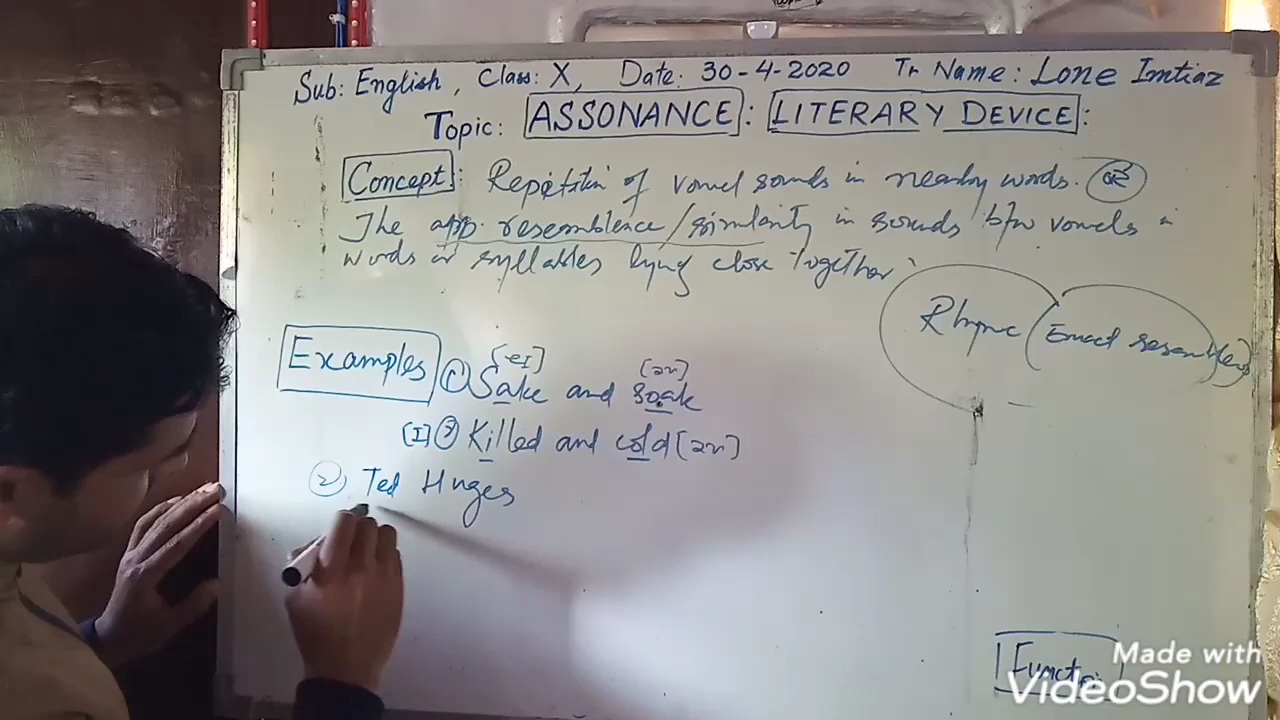 Sub: English, Class: X, Date: 30-4-2020 Tr Name: Lone Imtiaz
Topic: ASSONANCE: LITERARY DEVICE:
Concept: Repitation of vowel sounds in nearby words. OR
The app. resemblence/similarity in sounds b/w vowels in
words or syllables lying close together.
Rhyme (Exact resemblence)
Examples
[eI] [əʊ]
① Sake and soak
[I] ② Killed and cold [əʊ]
② Ted Huges
Function
Made with
VideoShow